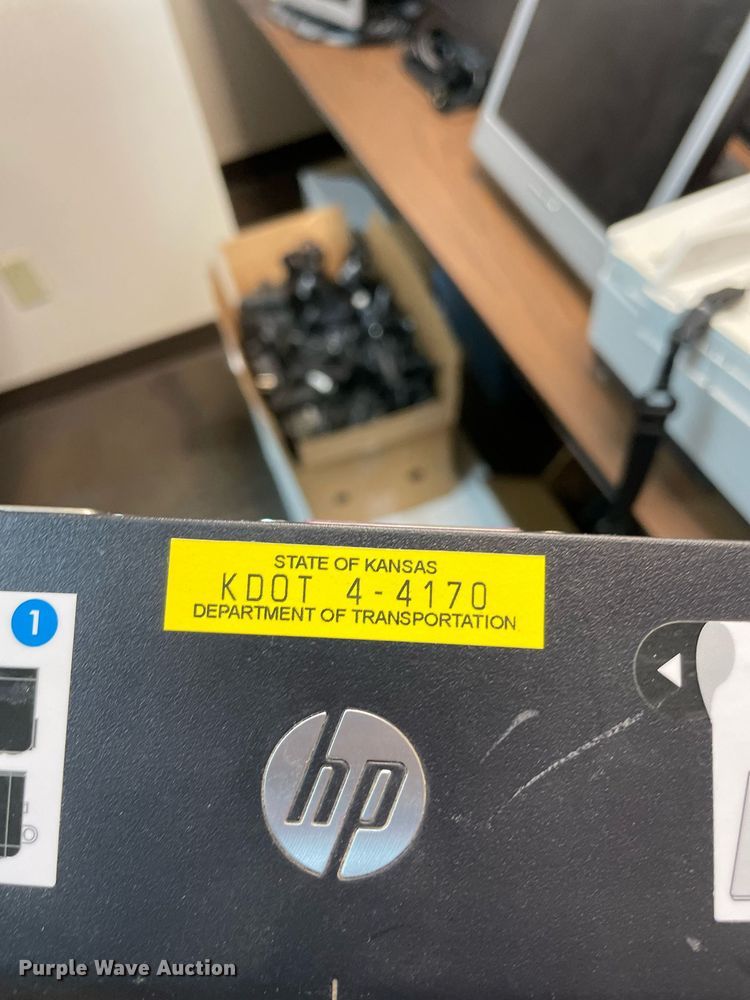 STATE OF KANSAS
KDOT 4-4170
DEPARTMENT OF TRANSPORTATION
1
hp
Purple Wave Auction